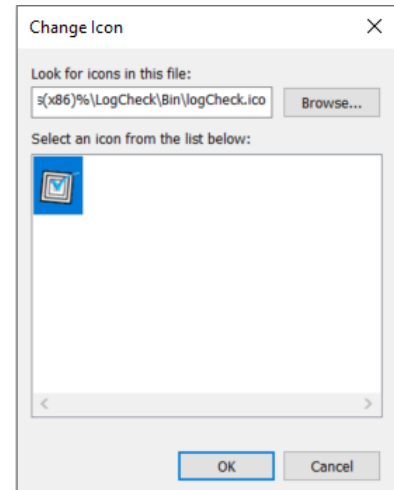 Change Icon
Look for icons in this file:
s(x86)%\LogCheck\Bin\logCheck.ico
Browse...
Select an icon from the list below:
OK
Cancel